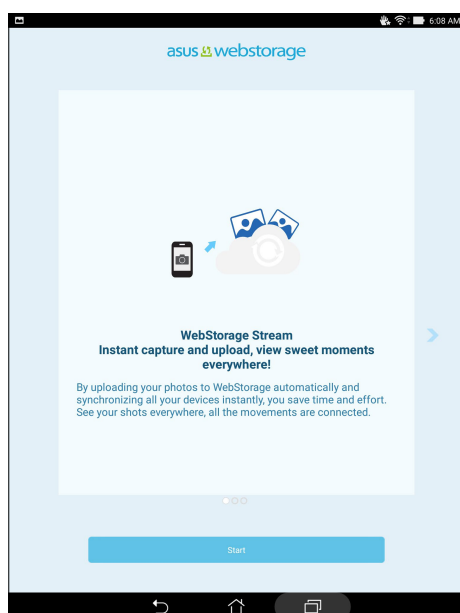 6:08 AM
asus webstorage
WebStorage Stream
Instant capture and upload, view sweet moments
everywhere!
By uploading your photos to WebStorage automatically and
synchronizing all your devices instantly, you save time and effort.
See your shots everywhere, all the movements are connected.
Start